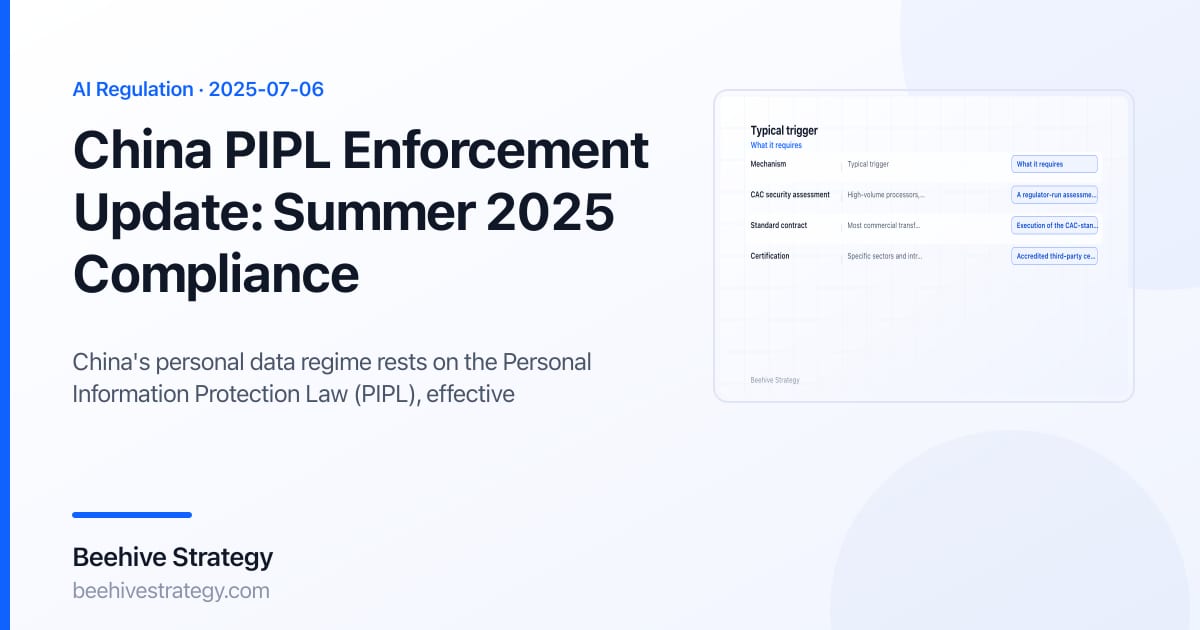 AI Regulation · 2025-07-06
China PIPL Enforcement
Update: Summer 2025
Compliance
China's personal data regime rests on the Personal
Information Protection Law (PIPL), effective
Beehive Strategy
beehivestrategy.com
Typical trigger
What it requires
Mechanism Typical trigger What it requires
CAC security assessment High-volume processors,... A regulator-run assessme...
Standard contract Most commercial transf... Execution of the CAC-stan...
Certification Specific sectors and intr... Accredited third-party ce...
Beehive Strategy